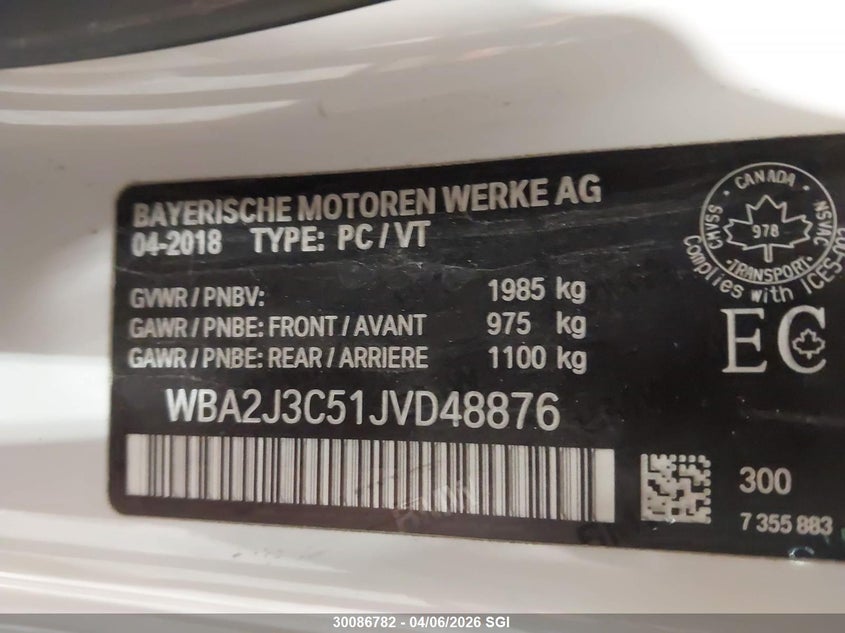 BAYERISCHE MOTOREN WERKE AG
04-2018 TYPE: PC / VT
GVWR / PNBV: 1985 kg
GAWR / PNBE: FRONT / AVANT 975 kg
GAWR / PNBE: REAR / ARRIERE 1100 kg
WBA2J3C51JVD48876
CANADA
CMVSS
978
NSVAC
TRANSPORT
Complies with ICES-002
EC
300
7 355 883
30086782 - 04/06/2026 SGI